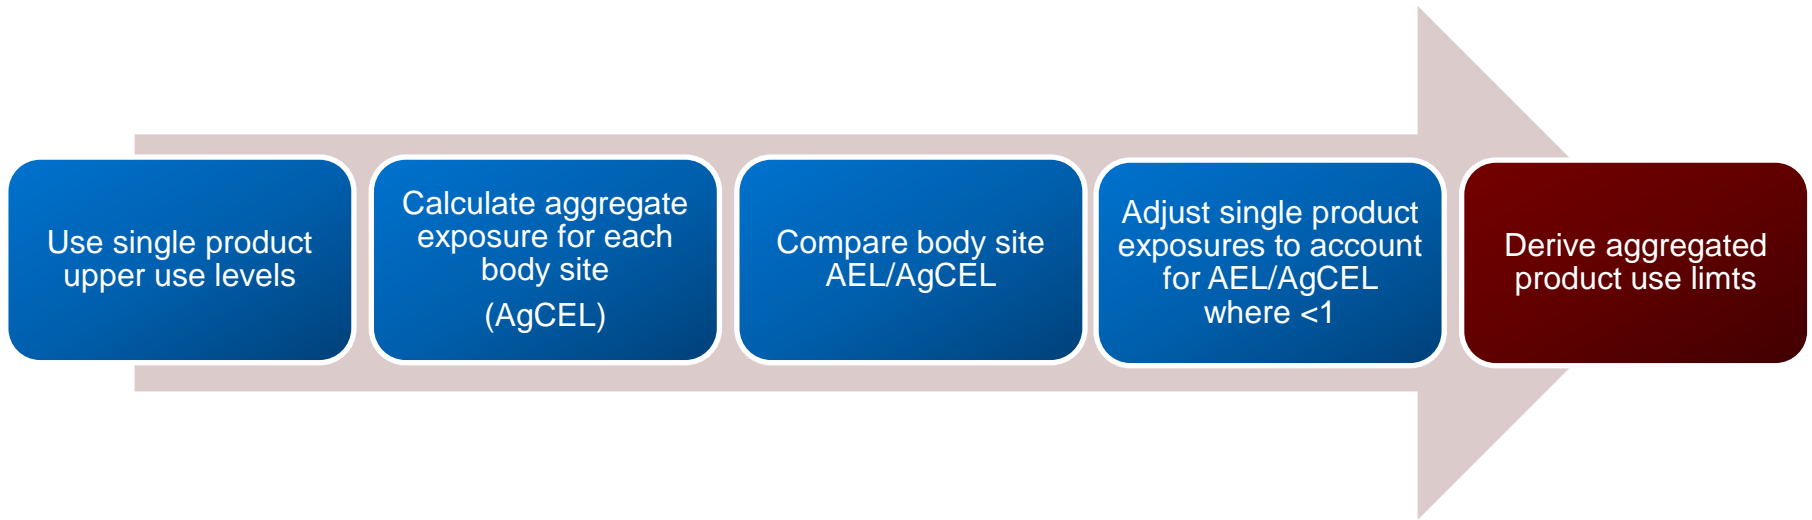 Use single product
upper use levels
Calculate aggregate
exposure for each
body site
(AgCEL)
Compare body site
AEL/AgCEL
Adjust single product
exposures to account
for AEL/AgCEL
where <1
Derive aggregated
product use limts